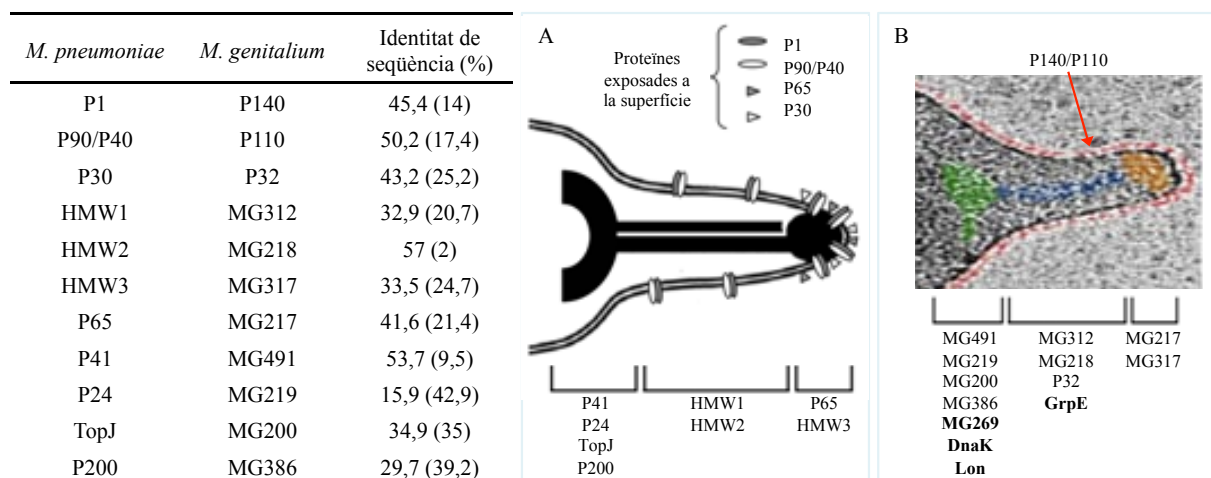 M. pneumoniae M. genitalium Identitat de seqüència (%)
P1 P140 45,4 (14)
P90/P40 P110 50,2 (17,4)
P30 P32 43,2 (25,2)
HMW1 MG312 32,9 (20,7)
HMW2 MG218 57 (2)
HMW3 MG317 33,5 (24,7)
P65 MG217 41,6 (21,4)
P41 MG491 53,7 (9,5)
P24 MG219 15,9 (42,9)
TopJ MG200 34,9 (35)
P200 MG386 29,7 (39,2)
A
Proteïnes
exposades a
la superfície
P1
P90/P40
P65
P30
P41 HMW1 P65
P24 HMW2 HMW3
TopJ
P200
B
P140/P110
MG491 MG312 MG217
MG219 MG218 MG317
MG200 P32
MG386 GrpE
MG269
DnaK
Lon